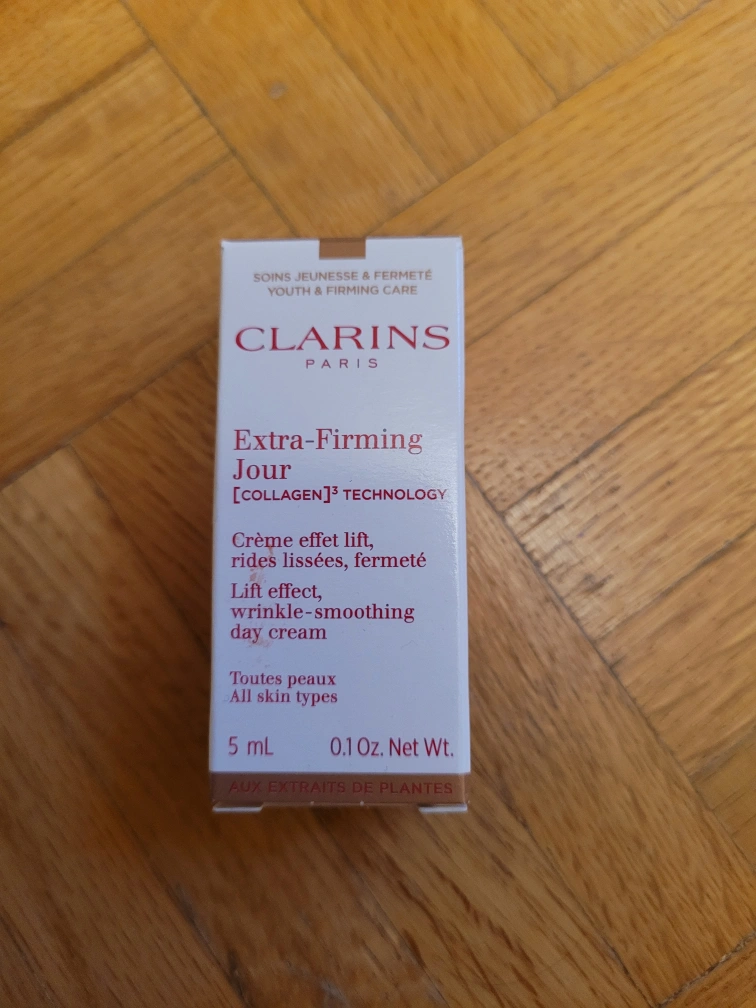 SOINS JEUNESSE & FERMETÉ
YOUTH & FIRMING CARE
CLARINS
PARIS
Extra-Firming
Jour
[COLLAGEN]³ TECHNOLOGY
Crème effet lift,
rides lissées, fermeté
Lift effect,
wrinkle-smoothing
day cream
Toutes peaux
All skin types
5 mL 0.1 Oz. Net Wt.
AUX EXTRAITS DE PLANTES